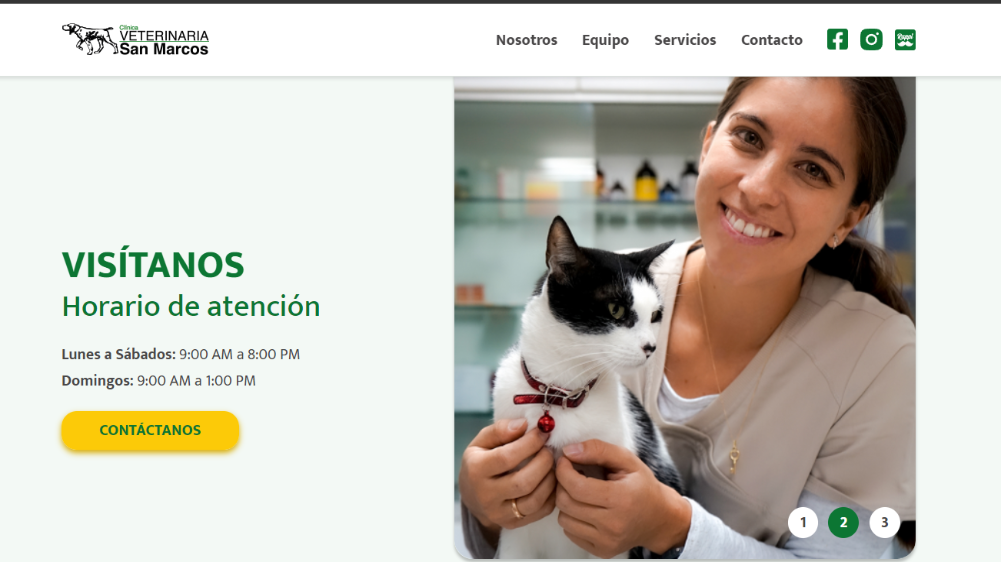 Clínica
VETERINARIA
San Marcos
Nosotros
Equipo
Servicios
Contacto
Rappi
VISÍTANOS
Horario de atención
Lunes a Sábados: 9:00 AM a 8:00 PM
Domingos: 9:00 AM a 1:00 PM
CONTÁCTANOS
1
2
3